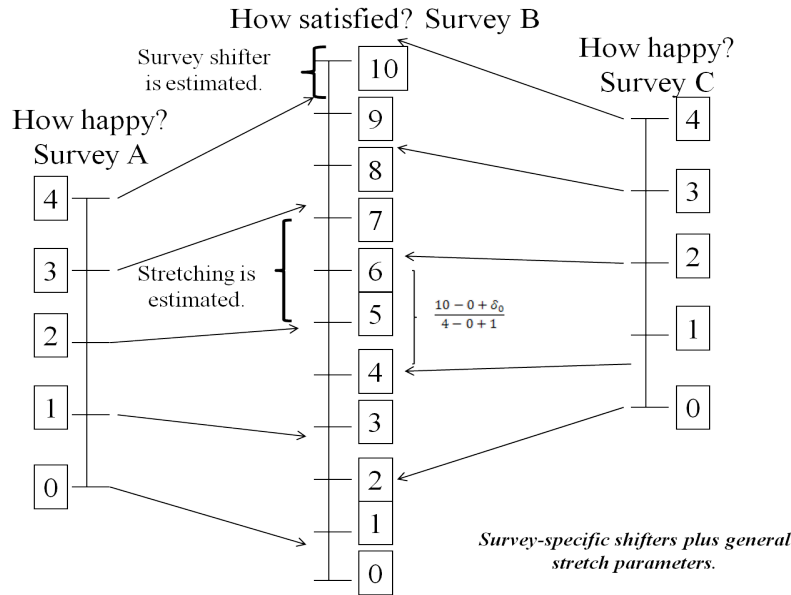 How satisfied? Survey B
Survey shifter
is estimated.
How happy?
Survey C
How happy?
Survey A
4
3
2
1
0
Stretching is
estimated.
10
9
8
7
6
5
4
3
2
1
0
10 − 0 + δ₀
4 − 0 + 1
4
3
2
1
0
Survey-specific shifters plus general
stretch parameters.